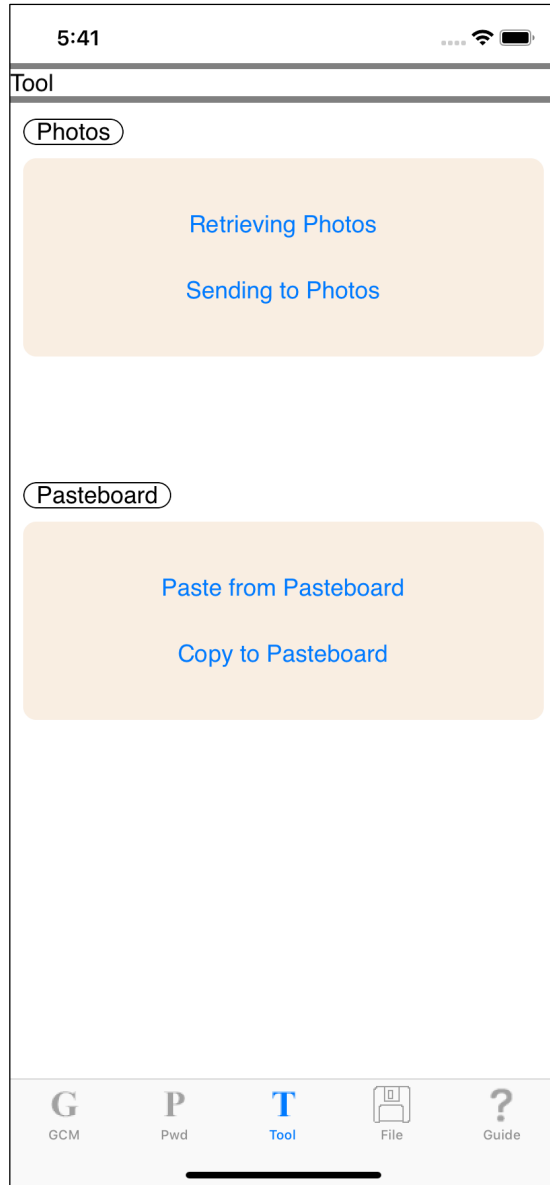 5:41
Tool
Photos
Retrieving Photos
Sending to Photos
Pasteboard
Paste from Pasteboard
Copy to Pasteboard
G P T ?
GCM Pwd Tool File Guide